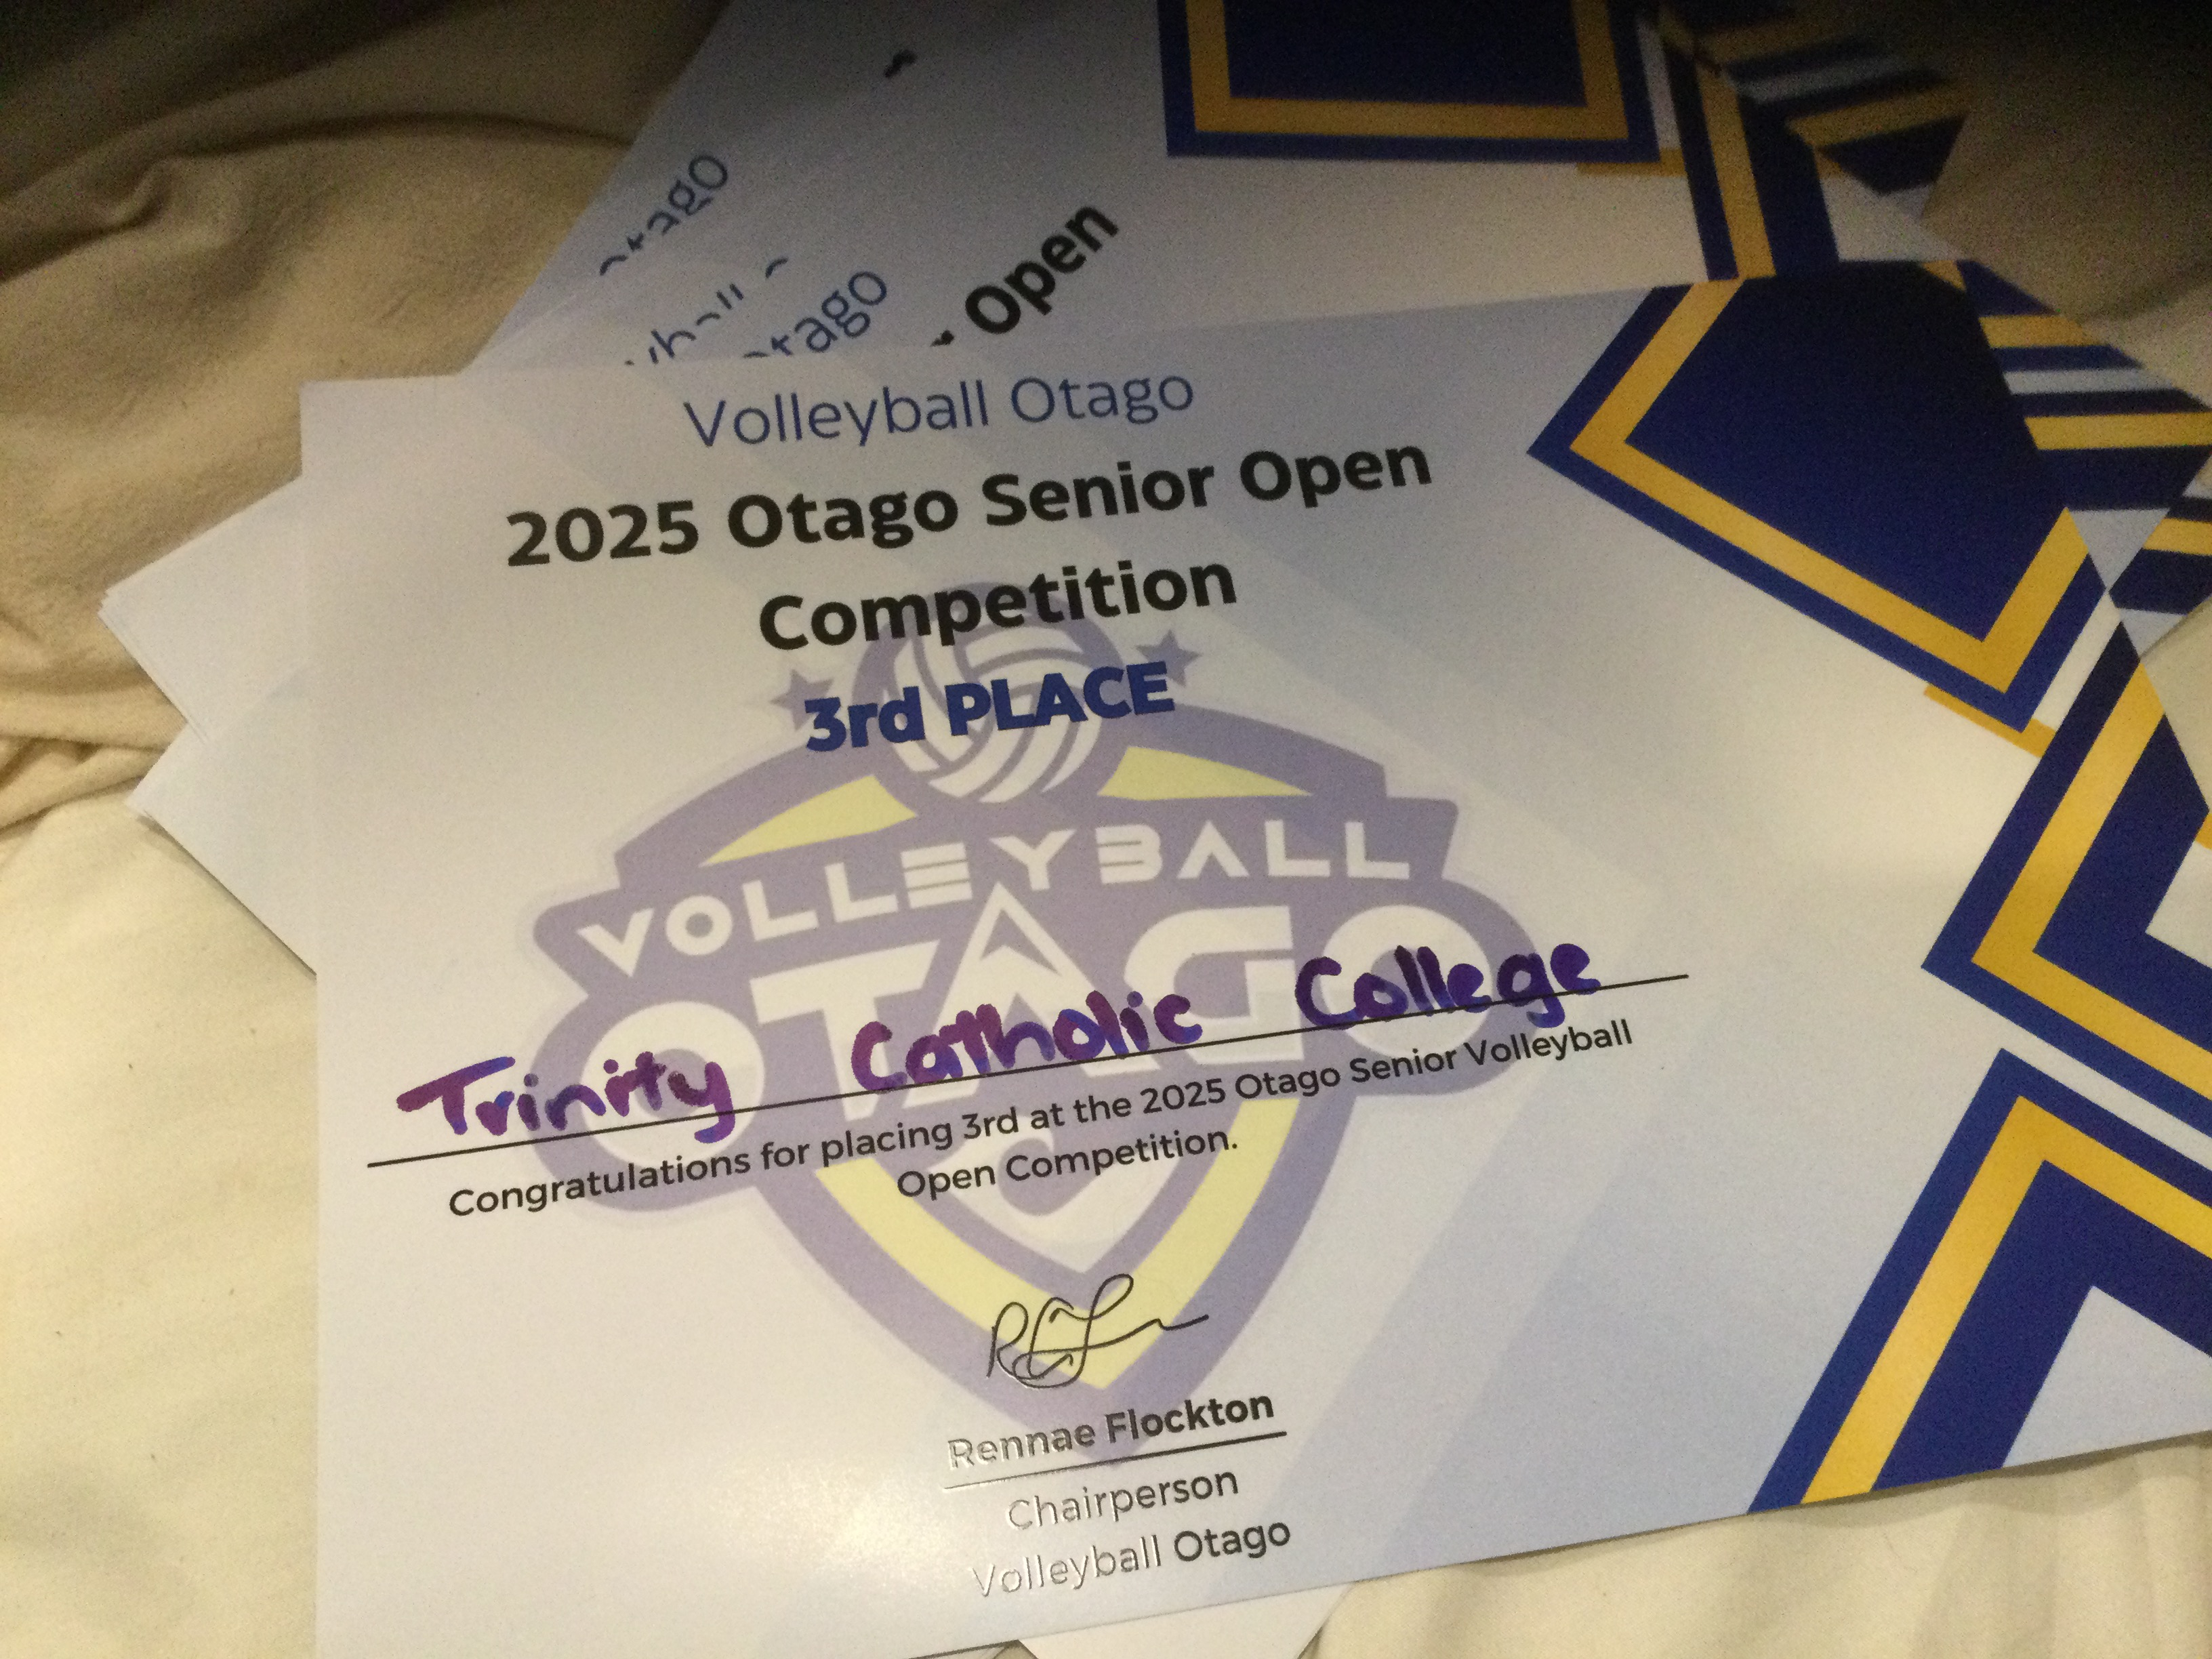 otago
Otago
Open
Volleyball Otago
2025 Otago Senior Open
Competition
3rd PLACE
VOLLEYBALL
OTAGO
Trinity Catholic College
Congratulations for placing 3rd at the 2025 Otago Senior Volleyball
Open Competition.
Rennae Flockton
Chairperson
Volleyball Otago